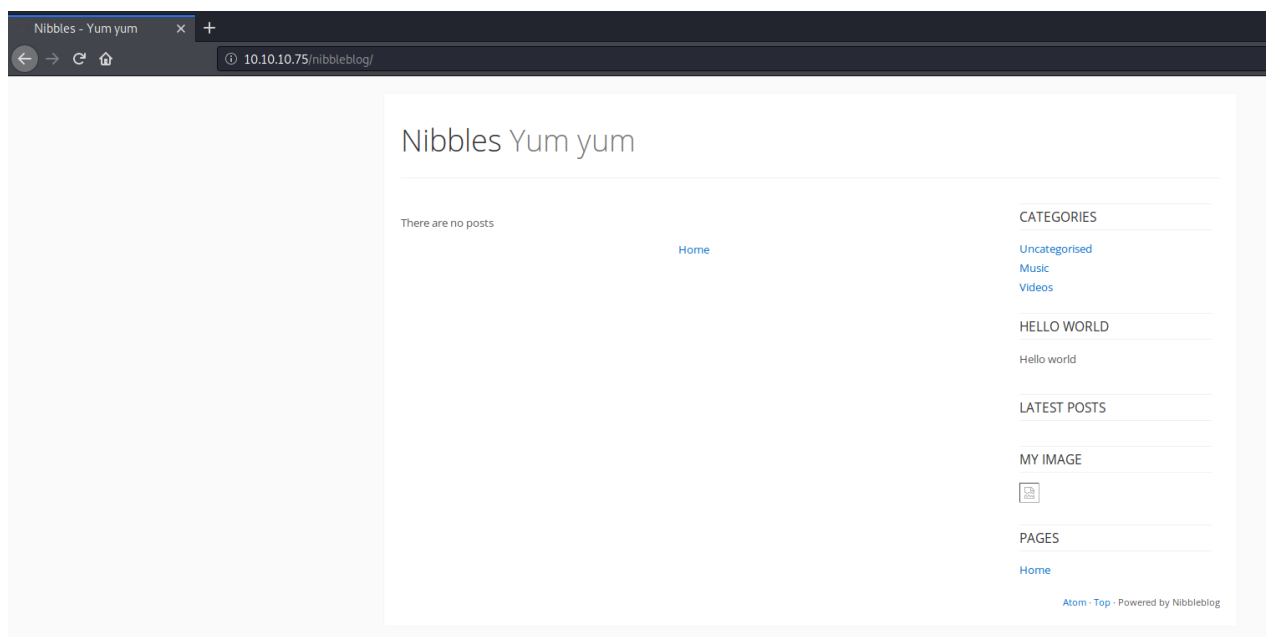 Nibbles - Yum yum
10.10.10.75/nibbleblog/
Nibbles Yum yum
There are no posts
Home
CATEGORIES
Uncategorised
Music
Videos
HELLO WORLD
Hello world
LATEST POSTS
MY IMAGE
PAGES
Home
Atom · Top · Powered by Nibbleblog